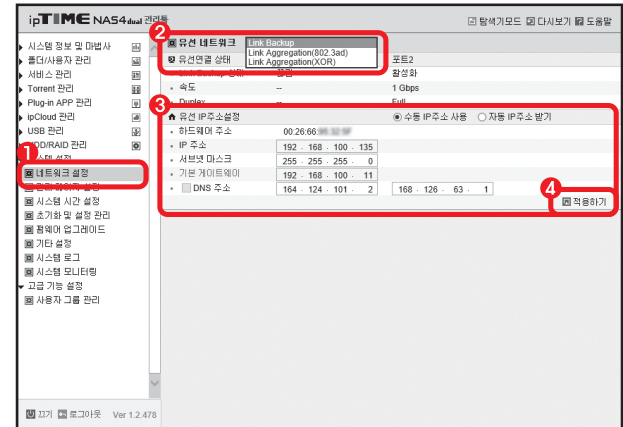 ipTIME NAS4dual 관리툴
탐색기모드 다시보기 도움말
시스템 정보 및 마법사
폴더/사용자 관리
서비스 관리
Torrent 관리
Plug-in APP 관리
ipCloud 관리
USB 관리
HDD/RAID 관리
1
시스템 설정
네트워크 설정
시스템 시간 설정
초기화 및 설정 관리
펌웨어 업그레이드
기타 설정
시스템 로그
시스템 모니터링
고급 기능 설정
사용자 그룹 관리
끄기 로그아웃 Ver 1.2.478
2
유선 네트워크 Link Backup
Link Aggregation(802.3ad)
Link Aggregation(XOR)
유선연결 상태 포트2
Link Backup 상태 활성화
속도 -- 1 Gbps
Duplex -- Full
3
유선 IP주소설정 수동 IP주소 사용 자동 IP주소 받기
하드웨어 주소 00:26:66:
IP 주소 192 . 168 . 100 . 135
서브넷 마스크 255 . 255 . 255 . 0
기본 게이트웨이 192 . 168 . 100 . 11
DNS 주소 164 . 124 . 101 . 2 168 . 126 . 63 . 1
4
적용하기